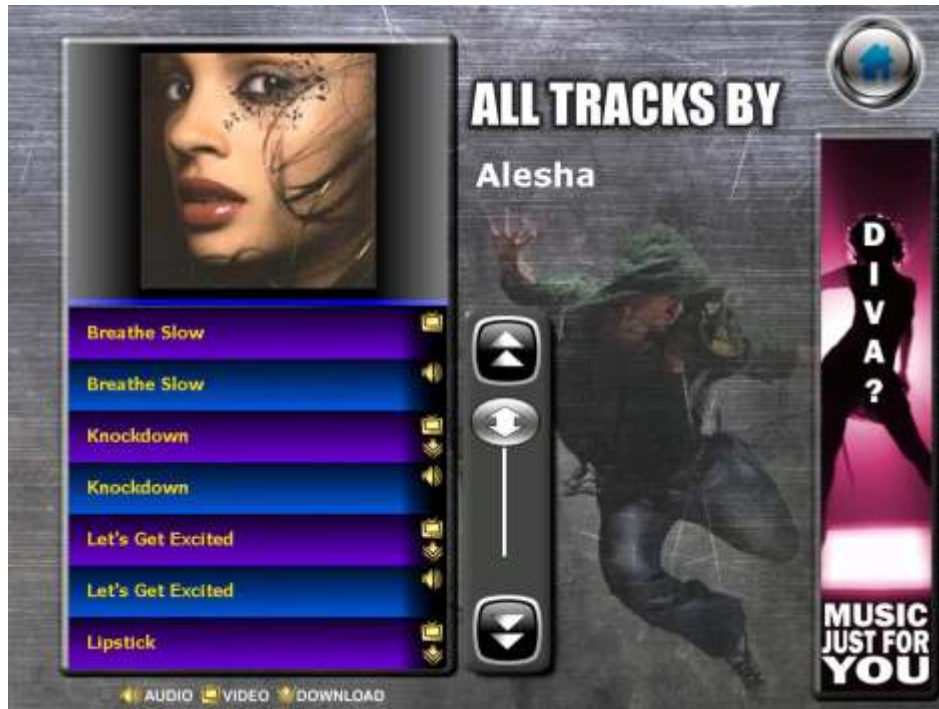 ALL TRACKS BY
Alesha
Breathe Slow
Breathe Slow
Knockdown
Knockdown
Let's Get Excited
Let's Get Excited
Lipstick
AUDIO VIDEO DOWNLOAD
DIVA?
MUSIC
JUST FOR
YOU